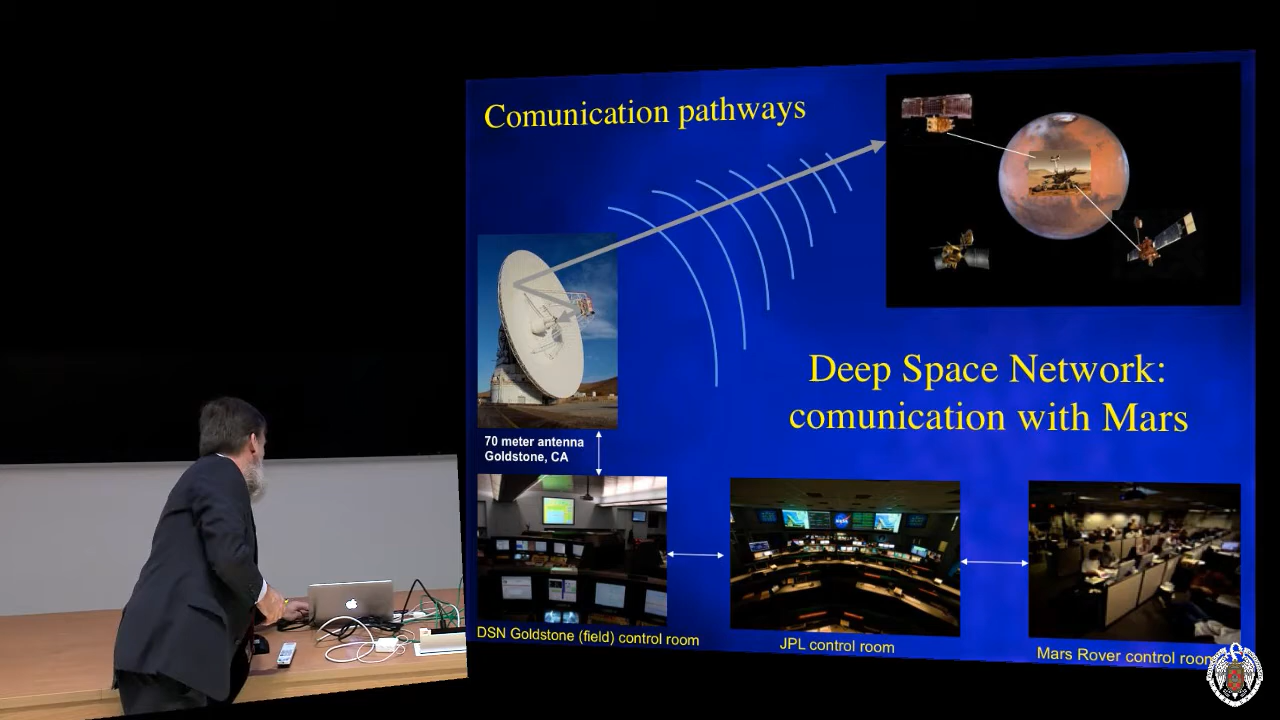 Comunication pathways
Deep Space Network:
comunication with Mars
70 meter antenna
Goldstone, CA
DSN Goldstone (field) control room
JPL control room
Mars Rover control room